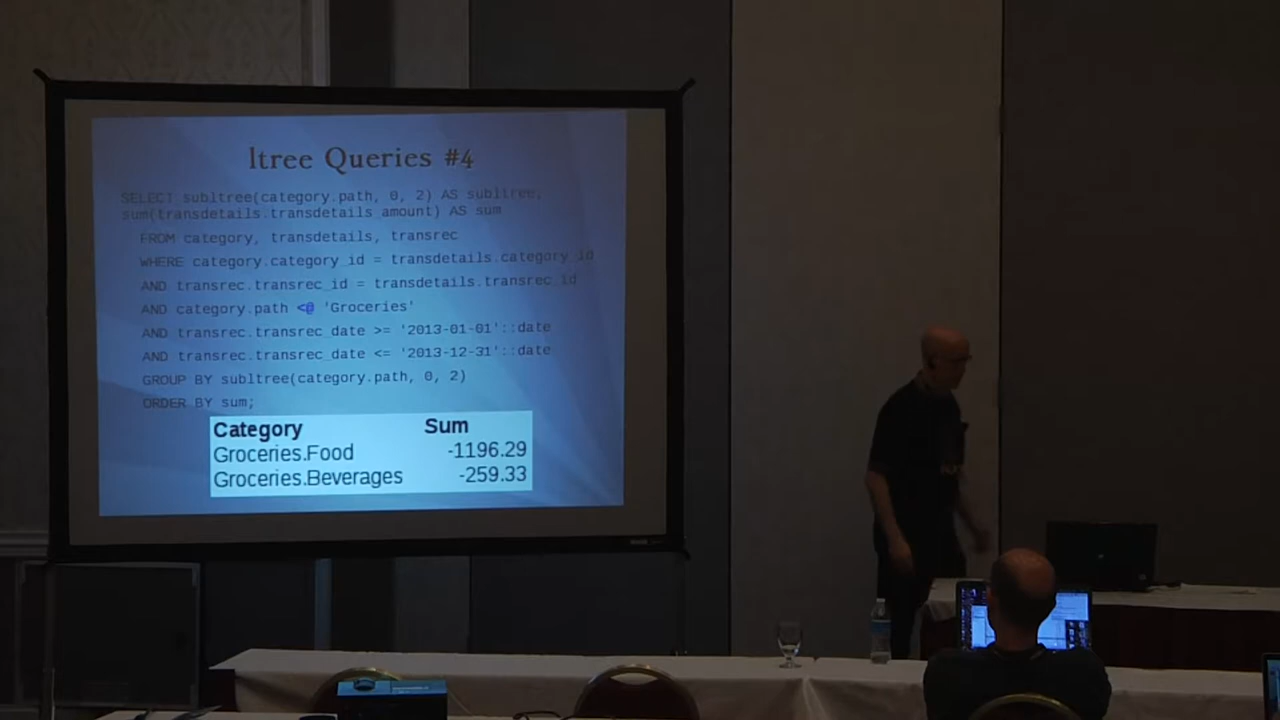 ltree Queries #4
SELECT subltree(category.path, 0, 2) AS subltree,
sum(transdetails.transdetails_amount) AS sum
FROM category, transdetails, transrec
WHERE category.category_id = transdetails.category_id
AND transrec.transrec_id = transdetails.transrec_id
AND category.path <@ 'Groceries'
AND transrec.transrec_date >= '2013-01-01'::date
AND transrec.transrec_date <= '2013-12-31'::date
GROUP BY subltree(category.path, 0, 2)
ORDER BY sum;
Category Sum
Groceries.Food -1196.29
Groceries.Beverages -259.33